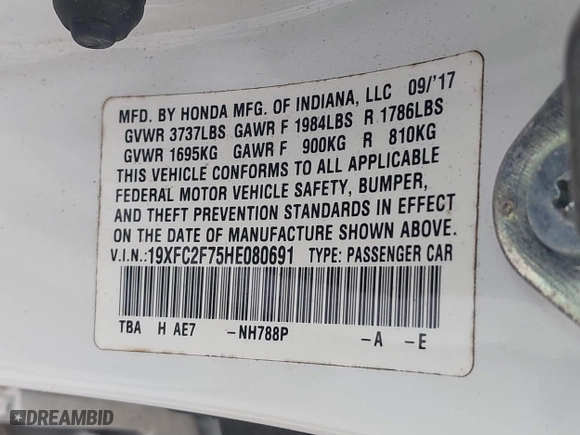 MFD. BY HONDA MFG. OF INDIANA, LLC 09/'17
GVWR 3737LBS GAWR F 1984LBS R 1786LBS
GVWR 1695KG GAWR F 900KG R 810KG
THIS VEHICLE CONFORMS TO ALL APPLICABLE
FEDERAL MOTOR VEHICLE SAFETY, BUMPER,
AND THEFT PREVENTION STANDARDS IN EFFECT
ON THE DATE OF MANUFACTURE SHOWN ABOVE.
V.I.N.:19XFC2F75HE080691 TYPE: PASSENGER CAR
TBA H AE7 -NH788P -A -E
DREAMBID